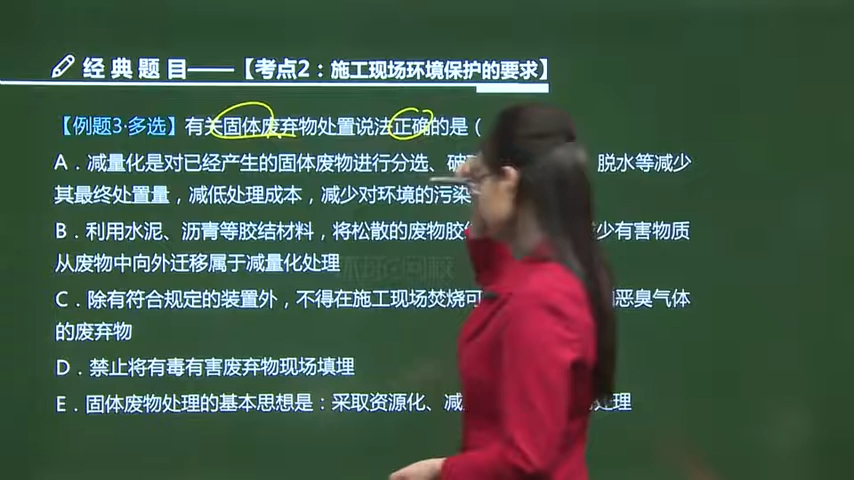 经典题目——【考点2：施工现场环境保护的要求】
【例题3·多选】有关固体废弃物处置说法正确的是（
A．减量化是对已经产生的固体废物进行分选、破 脱水等减少
其最终处置量，减低处理成本，减少对环境的污染
B．利用水泥、沥青等胶结材料，将松散的废物胶 少有害物质
从废物中向外迁移属于减量化处理
C．除有符合规定的装置外，不得在施工现场焚烧可 恶臭气体
的废弃物
D．禁止将有毒有害废弃物现场填埋
E．固体废物处理的基本思想是：采取资源化、减 处理